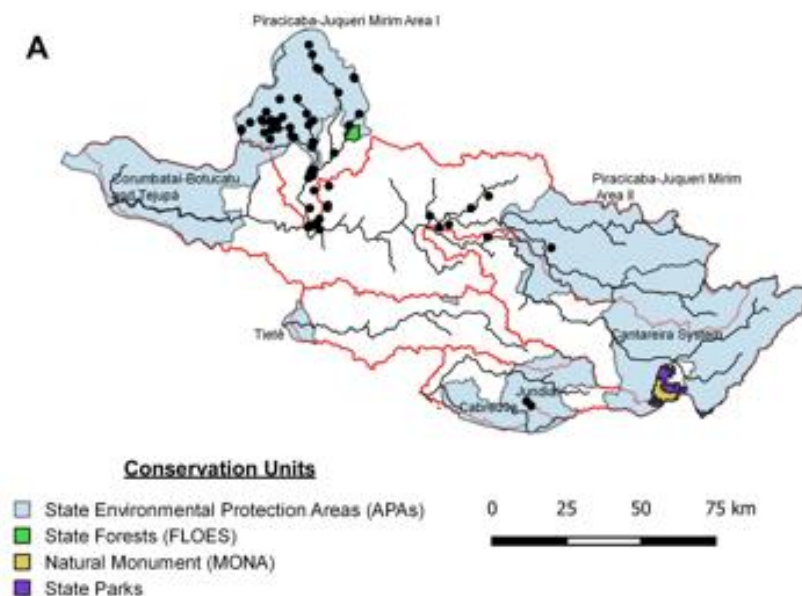 Piracicaba-Juqueri Mirim Area I
A
Corumbataí-Botucatu
and Tejupá
Piracicaba-Juqueri Mirim
Area II
Tietê
Cantareira System
Jundiaí
Cabreúva
Conservation Units
State Environmental Protection Areas (APAs)
State Forests (FLOES)
Natural Monument (MONA)
State Parks
0 25 50 75 km